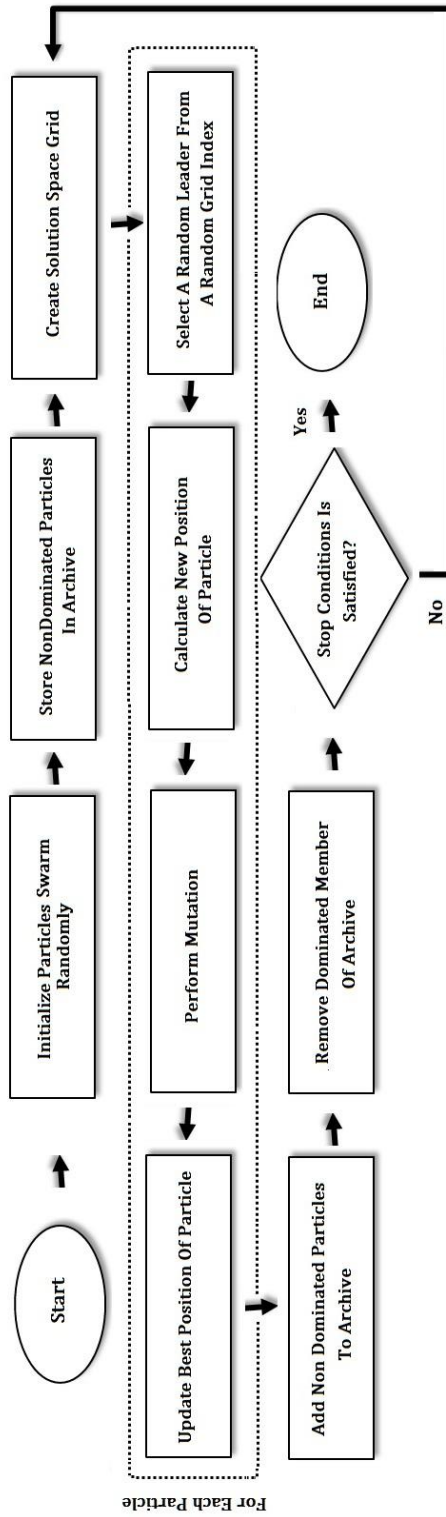 Start
Initialize Particles Swarm
Randomly
Store NonDominated Particles
In Archive
Create Solution Space Grid
For Each Particle
Select A Random Leader From
A Random Grid Index
Calculate New Position
Of Particle
Perform Mutation
Update Best Position Of Particle
Add Non Dominated Particles
To Archive
Remove Dominated Member
Of Archive
Stop Conditions Is
Satisfied?
Yes
End
No